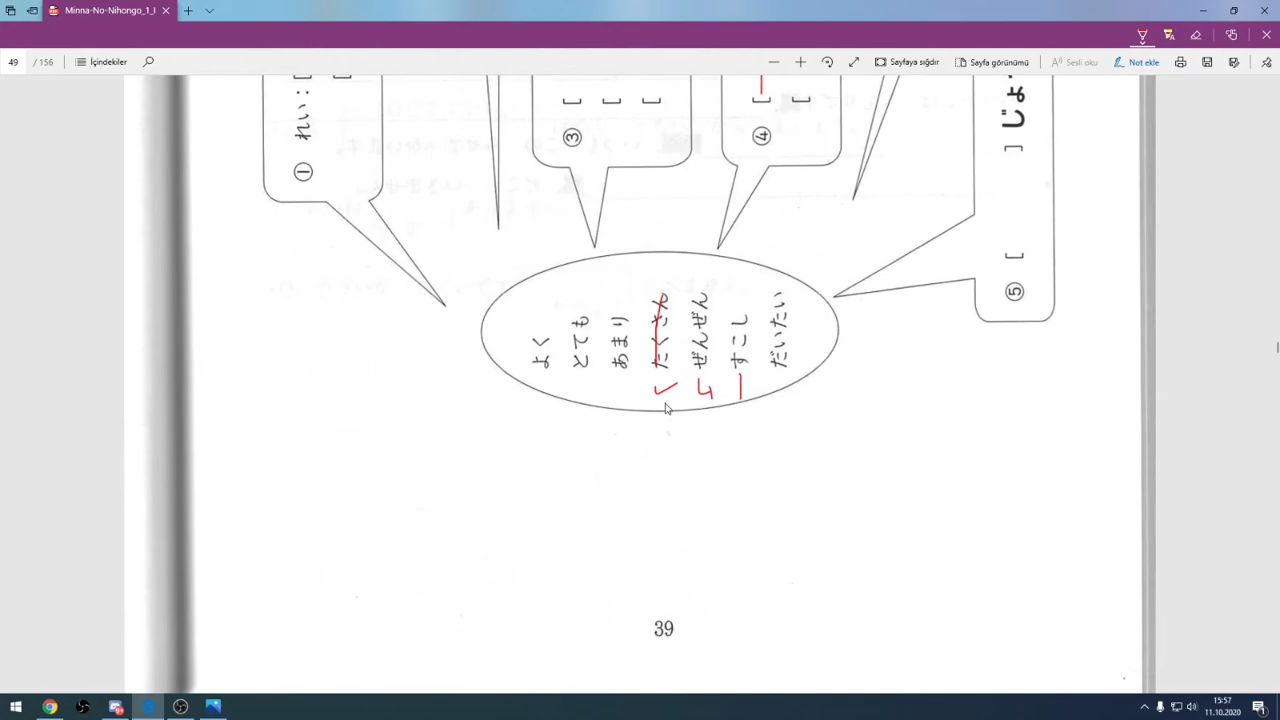 Minna-No-Nihongo_1_
49 / 156
İçindekiler
Sayfaya sığdır
Sayfa görünümü
Sesli oku
Not ekle
① れい：[
③ [
[
[
④ [
[
⑤ [ ] じょ
よく
とても
あまり
たくさん
ぜんぜん
すこし
だいたい
39
15:57
11.10.2020